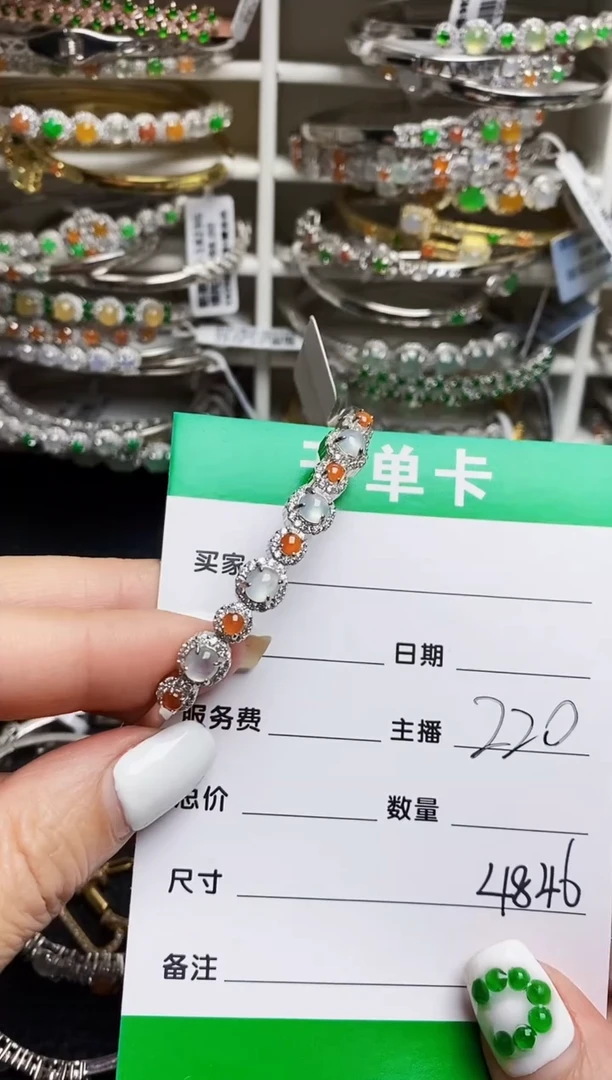 单卡
买家
日期
服务费 主播 220
总价 数量
尺寸 4846
备注